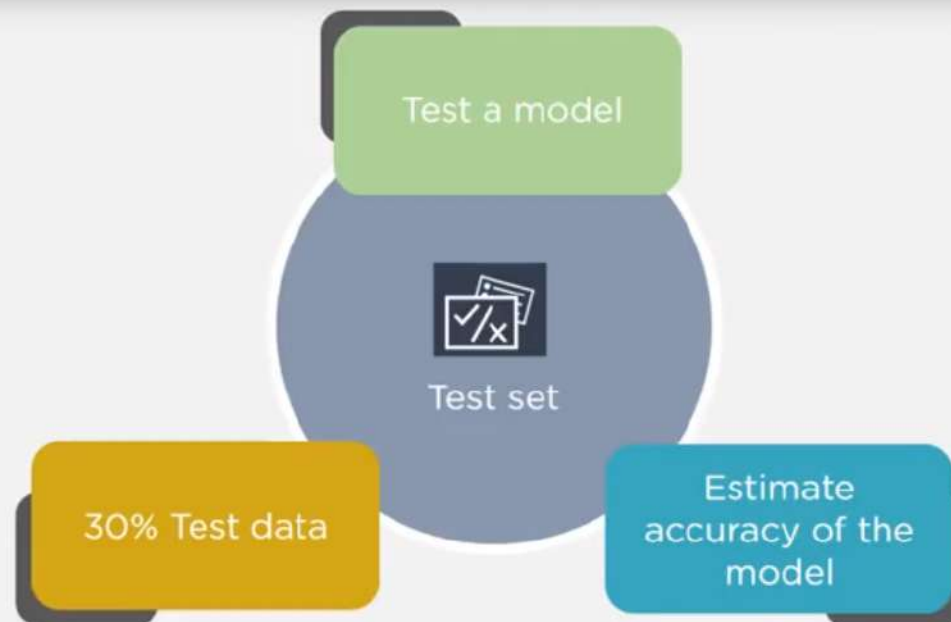 Test a model
Test set
30% Test data
Estimate
accuracy of the
model